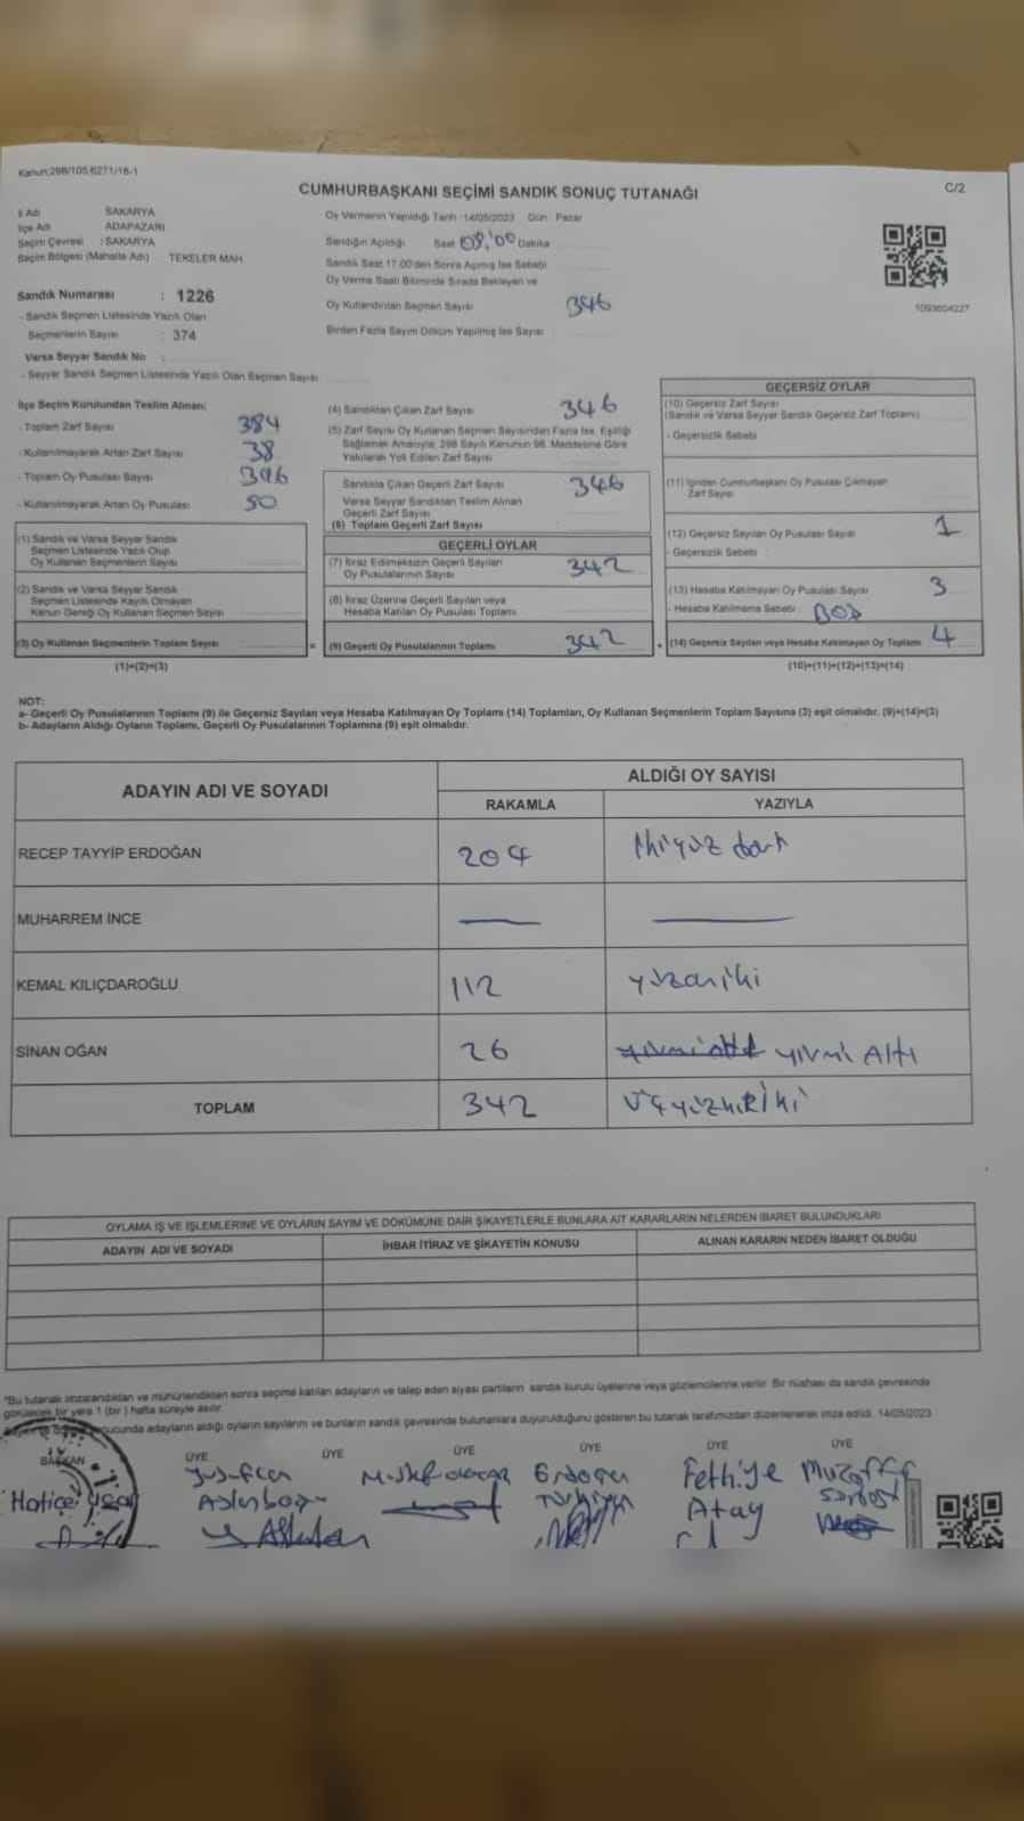 Kanun:298/105.6271/16-1
CUMHURBAŞKANI SEÇİMİ SANDIK SONUÇ TUTANAĞI
C/2
İl Adı SAKARYA
İlçe Adı ADAPAZARI
Seçim Çevresi : SAKARYA
Seçim Bölgesi (Mahalle Adı) TEKELER MAH.
Sandık Numarası : 1226
- Sandık Seçmen Listesinde Yazılı Olan
Seçmenlerin Sayısı : 374
Varsa Seyyar Sandık No :
- Seyyar Sandık Seçmen Listesinde Yazılı Olan Seçmen Sayısı
Oy Vermenin Yapıldığı Tarih :14/05/2023 Gün : Pazar
Sandığın Açıldığı Saat 08:00 Dakika
Sandık Saat 17.00'den Sonra Açılmış İse Sebebi
Oy Verme Saati Bitiminde Sırada Bekleyen ve
Oy Kullandırılan Seçmen Sayısı 346
Birden Fazla Sayım Döküm Yapılmış İse Sayısı
1093604227
İlçe Seçim Kurulundan Teslim Alınan:
- Toplam Zarf Sayısı 384
- Kullanılmayarak Artan Zarf Sayısı 38
- Toplam Oy Pusulası Sayısı 396
- Kullanılmayarak Artan Oy Pusulası 50
(1) Sandık ve Varsa Seyyar Sandık
Seçmen Listesinde Yazılı Olup
Oy Kullanan Seçmenlerin Sayısı
(2) Sandık ve Varsa Seyyar Sandık
Seçmen Listesinde Kayıtlı Olmayan
Kanun Gereği Oy Kullanan Seçmen Sayısı
(3) Oy Kullanan Seçmenlerin Toplam Sayısı =
(1)+(2)=(3)
(4) Sandıktan Çıkan Zarf Sayısı 346
(5) Zarf Sayısı Oy Kullanan Seçmen Sayısından Fazla İse, Eşitliği
Sağlamak Amacıyla 298 Sayılı Kanunun 98. Maddesine Göre
Yakılarak Yok Edilen Zarf Sayısı
Sandıkta Çıkan Geçerli Zarf Sayısı 346
Varsa Seyyar Sandıktan Teslim Alınan
Geçerli Zarf Sayısı
(6) Toplam Geçerli Zarf Sayısı
GEÇERLİ OYLAR
(7) İtiraz Edilmeksizin Geçerli Sayılan
Oy Pusulalarının Sayısı 342
(8) İtiraz Üzerine Geçerli Sayılan veya
Hesaba Katılan Oy Pusulası Toplamı
(9) Geçerli Oy Pusulalarının Toplamı 342 +
GEÇERSİZ OYLAR
(10) Geçersiz Zarf Sayısı
(Sandık ve Varsa Seyyar Sandık Geçersiz Zarf Toplamı)
- Geçersizlik Sebebi
(11) İçinden Cumhurbaşkanı Oy Pusulası Çıkmayan
Zarf Sayısı
(12) Geçersiz Sayılan Oy Pusulası Sayısı 1
- Geçersizlik Sebebi
(13) Hesaba Katılmayan Oy Pusulası Sayısı 3
- Hesaba Katılmama Sebebi BOŞ
(14) Geçersiz Sayılan veya Hesaba Katılmayan Oy Toplamı 4
(10)+(11)+(12)+(13)=(14)
NOT:
a- Geçerli Oy Pusulalarının Toplamı (9) ile Geçersiz Sayılan veya Hesaba Katılmayan Oy Toplamı (14) Toplamları, Oy Kullanan Seçmenlerin Toplam Sayısına (3) eşit olmalıdır. (9)+(14)=(3)
b- Adayların Aldığı Oyların Toplamı, Geçerli Oy Pusulalarının Toplamına (9) eşit olmalıdır.
ADAYIN ADI VE SOYADI
ALDIĞI OY SAYISI
RAKAMLA YAZIYLA
RECEP TAYYİP ERDOĞAN 204 ikiyüz dört
MUHARREM İNCE — —
KEMAL KILIÇDAROĞLU 112 yüzoniki
SİNAN OĞAN 26 yirmi Altı
TOPLAM 342 üçyüzkırkiki
OYLAMA İŞ VE İŞLEMLERİNE VE OYLARIN SAYIM VE DÖKÜMÜNE DAİR ŞİKAYETLERLE BUNLARA AİT KARARLARIN NELERDEN İBARET BULUNDUKLARI
ADAYIN ADI VE SOYADI İHBAR İTİRAZ VE ŞİKAYETİN KONUSU ALINAN KARARIN NEDEN İBARET OLDUĞU
"Bu tutanak imzalandıktan ve mühürlendikten sonra seçime katılan adayların ve talep eden siyasi partilerin sandık kurulu üyelerine veya gözlemcilerine verilir. Bir nüshası da sandık çevresinde
görülecek bir yere 1 (bir) hafta süreyle asılır.
sonucunda adayların aldığı oyların sayılarını ve bunların sandık çevresinde bulunanlara duyurulduğunu gösteren bu tutanak tarafımızdan düzenlenerek imza edildi. 14/05/2023
BAŞKAN ÜYE ÜYE ÜYE ÜYE ÜYE ÜYE
Hatice Erdoğan Fethiye Muzaffer
Türkiye Atay